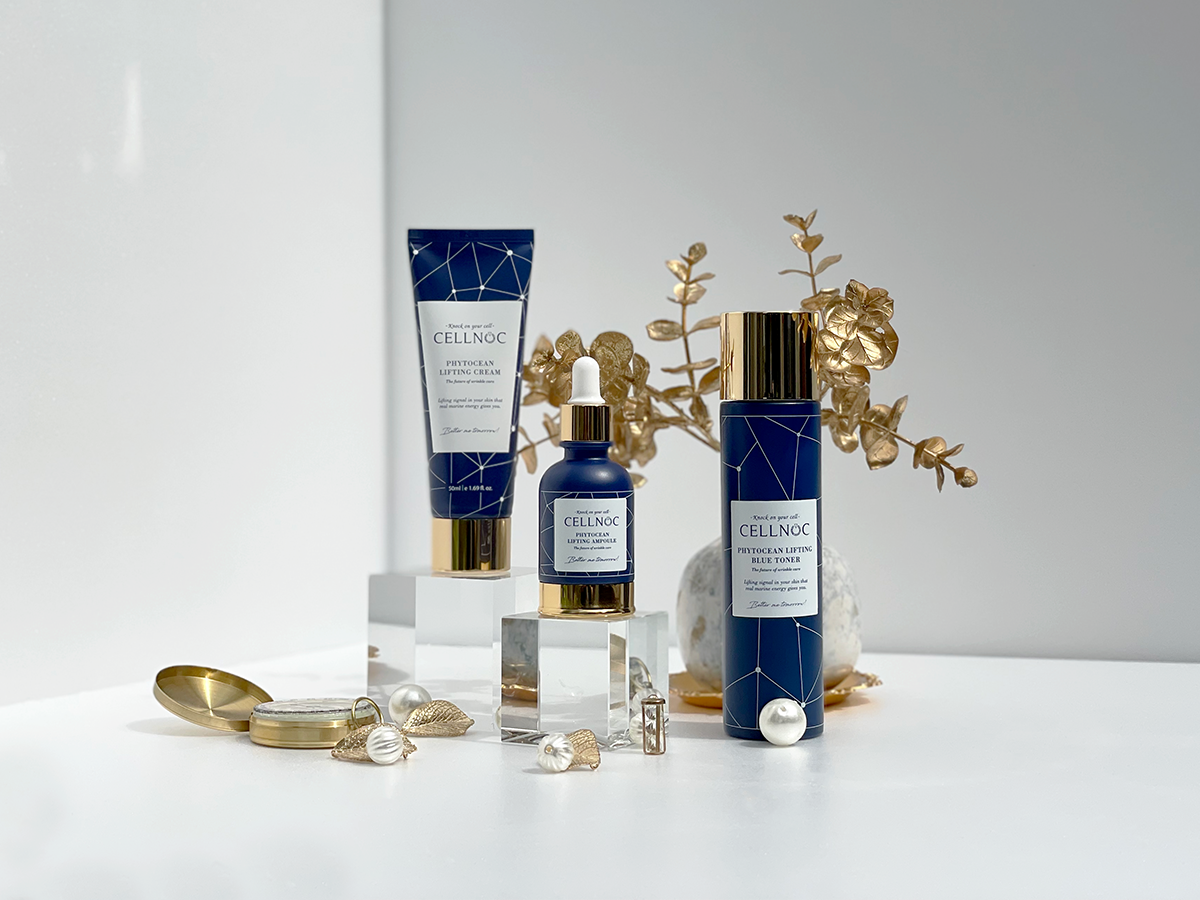 -Knock on your cell-
CELLNOC
PHYTOCEAN
LIFTING CREAM
The future of wrinkle care
Lifting signal in your skin that
real marine energy gives you.
Better me tomorrow!
50ml | e 1.69 fl. oz.
-Knock on your cell-
CELLNOC
PHYTOCEAN
LIFTING AMPOULE
The future of wrinkle care
Better me tomorrow!
-Knock on your cell-
CELLNOC
PHYTOCEAN LIFTING
BLUE TONER
The future of wrinkle care
Lifting signal in your skin that
real marine energy gives you.
Better me tomorrow!